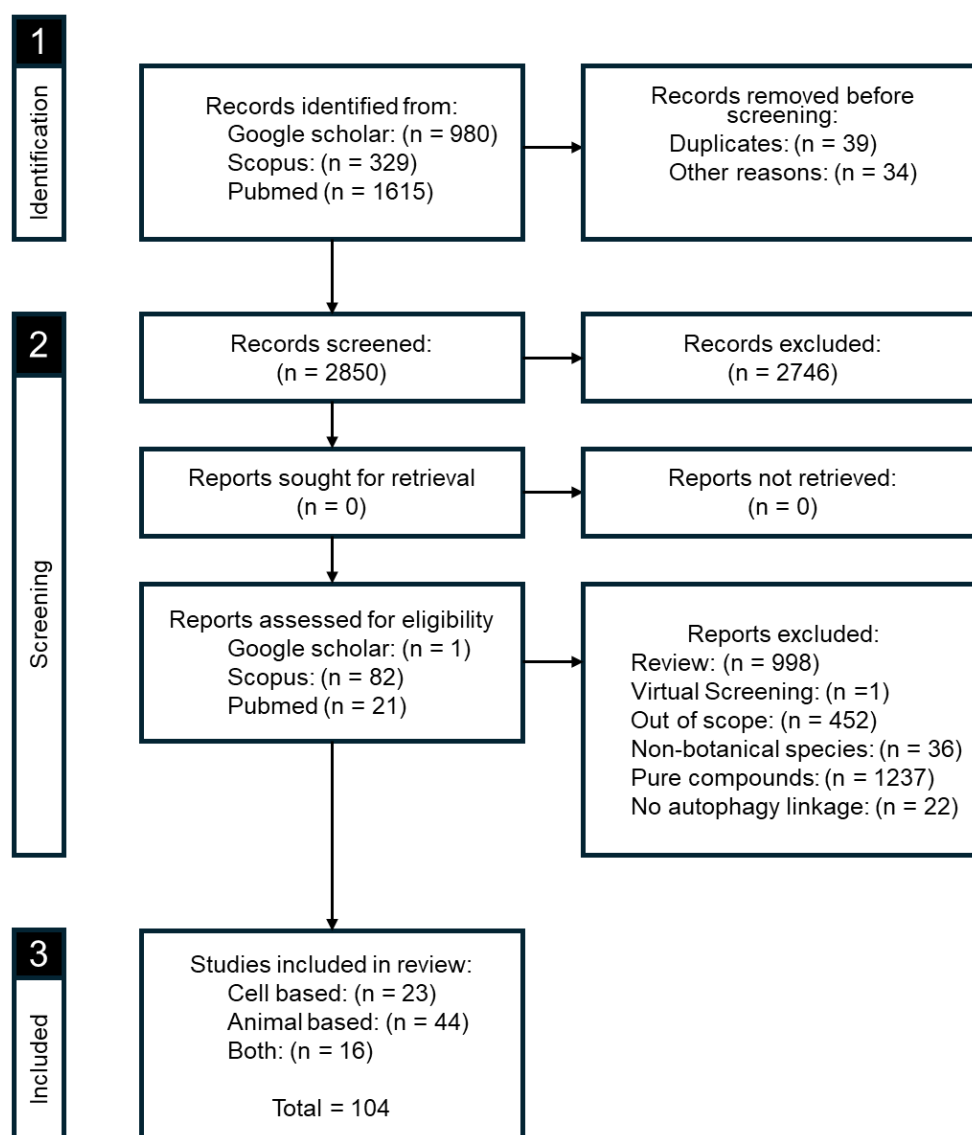 1
Identification
Records identified from:
Google scholar: (n = 980)
Scopus: (n = 329)
Pubmed (n = 1615)
Records removed before
screening:
Duplicates: (n = 39)
Other reasons: (n = 34)
2
Screening
Records screened:
(n = 2850)
Records excluded:
(n = 2746)
Reports sought for retrieval
(n = 0)
Reports not retrieved:
(n = 0)
Reports assessed for eligibility
Google scholar: (n = 1)
Scopus: (n = 82)
Pubmed (n = 21)
Reports excluded:
Review: (n = 998)
Virtual Screening: (n =1)
Out of scope: (n = 452)
Non-botanical species: (n = 36)
Pure compounds: (n = 1237)
No autophagy linkage: (n = 22)
3
Included
Studies included in review:
Cell based: (n = 23)
Animal based: (n = 44)
Both: (n = 16)
Total = 104